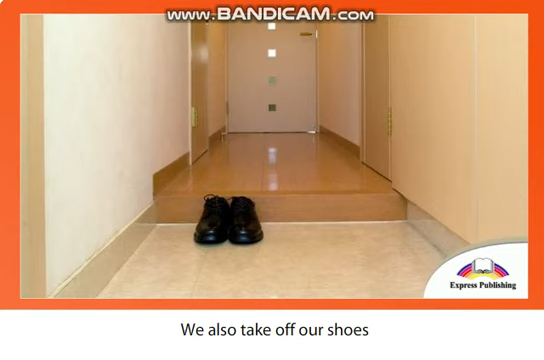 WWW.BANDICAM.COM
Express Publishing
We also take off our shoes